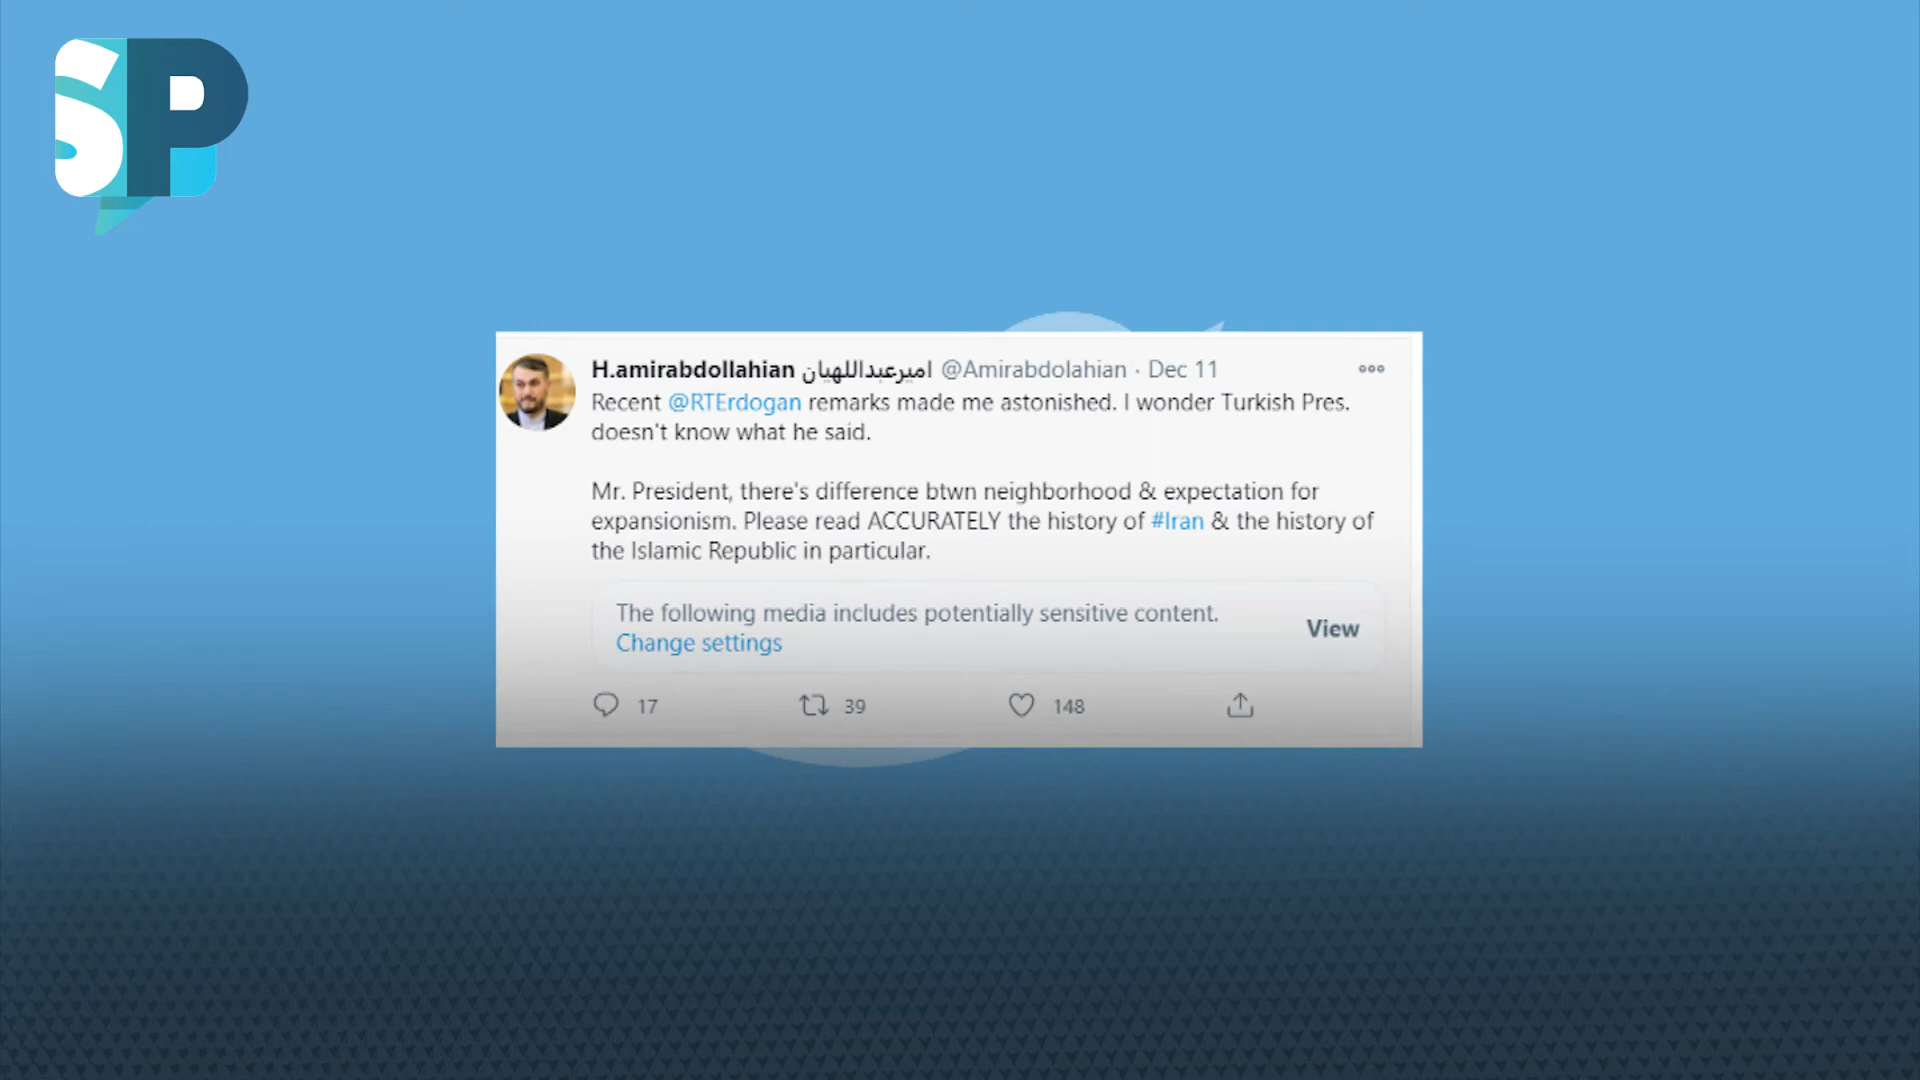 SP
H.amirabdollahian امیرعبداللهیان @Amirabdolahian · Dec 11
Recent @RTErdogan remarks made me astonished. I wonder Turkish Pres.
doesn't know what he said.
Mr. President, there's difference btwn neighborhood & expectation for
expansionism. Please read ACCURATELY the history of #Iran & the history of
the Islamic Republic in particular.
The following media includes potentially sensitive content.
Change settings
View
17 39 148